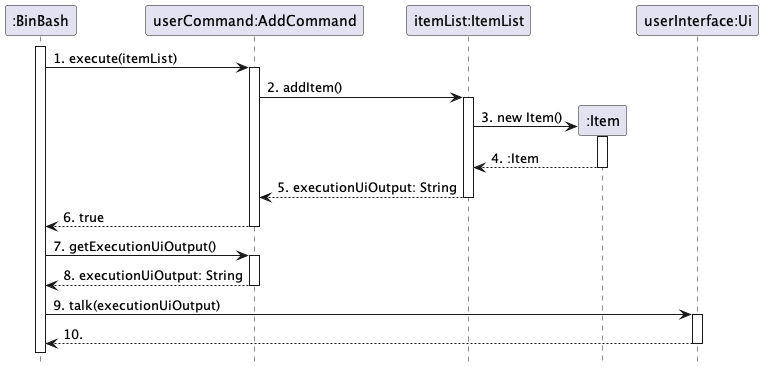 :BinBash
userCommand:AddCommand
itemList:ItemList
userInterface:Ui
1. execute(itemList)
2. addItem()
3. new Item()
:Item
4. :Item
5. executionUiOutput: String
6. true
7. getExecutionUiOutput()
8. executionUiOutput: String
9. talk(executionUiOutput)
10.